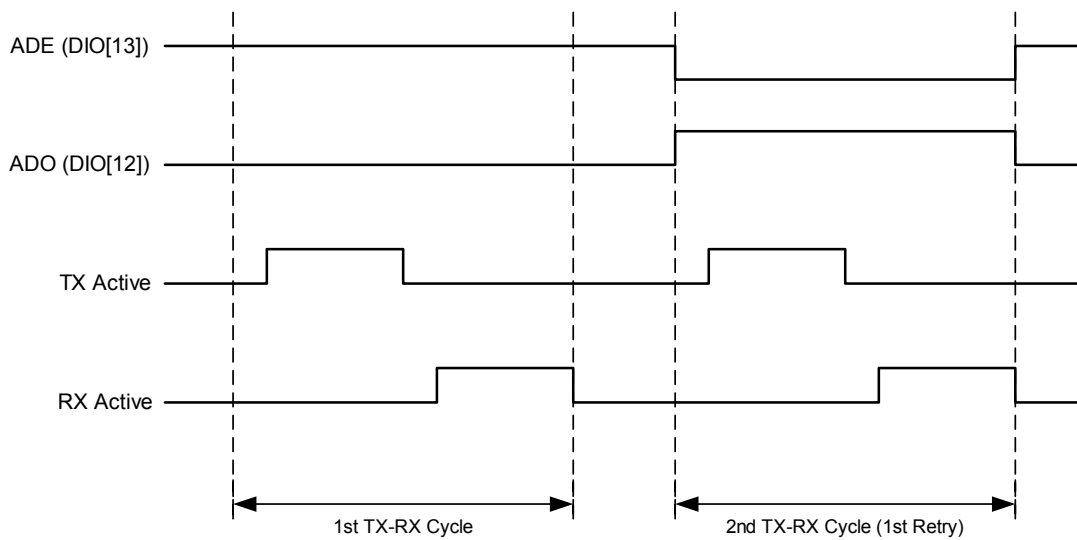 ADE (DIO[13])
ADO (DIO[12])
TX Active
RX Active
1st TX-RX Cycle
2nd TX-RX Cycle (1st Retry)